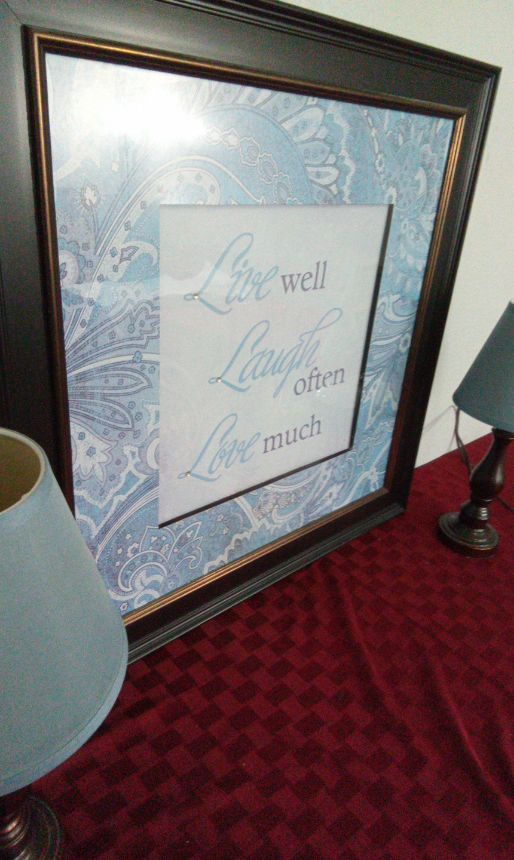 Live well
Laugh
often
Love much